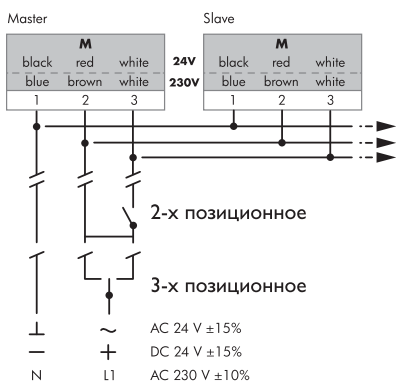 Master Slave
M M
black red white 24V black red white
blue brown white 230V blue brown white
1 2 3 1 2 3
2-х позиционное
3-х позиционное
⊥ ~ AC 24 V ±15%
– + DC 24 V ±15%
N L1 AC 230 V ±10%